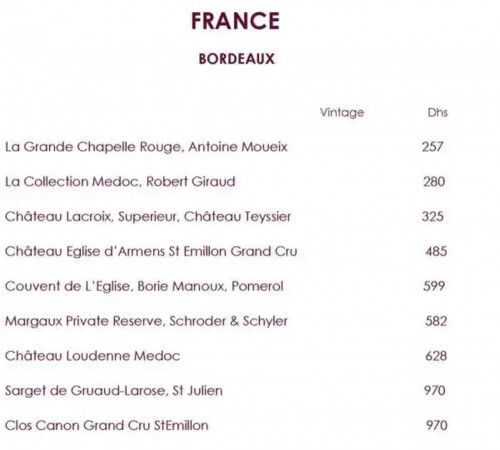 FRANCE
BORDEAUX
Vintage Dhs
La Grande Chapelle Rouge, Antoine Moueix 257
La Collection Medoc, Robert Giraud 280
Château Lacroix, Superieur, Château Teyssier 325
Château Eglise d'Armens St Emillon Grand Cru 485
Couvent de L'Eglise, Borie Manoux, Pomerol 599
Margaux Private Reserve, Schroder & Schyler 582
Château Loudenne Medoc 628
Sarget de Gruaud-Larose, St Julien 970
Clos Canon Grand Cru StEmillon 970